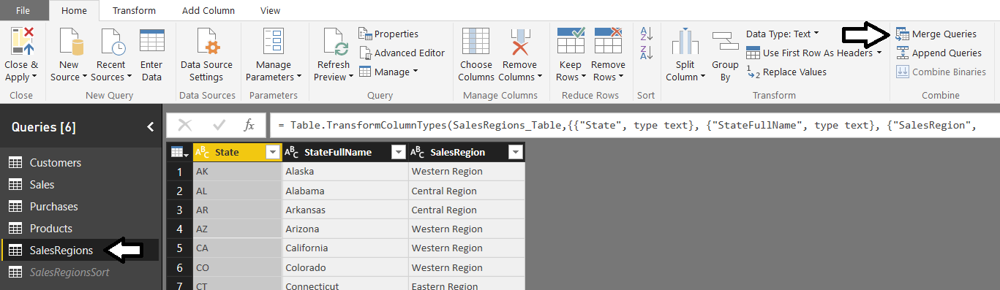 File Home Transform Add Column View
Close & Apply
New Source
Recent Sources
Enter Data
Data Source Settings
Manage Parameters
Refresh Preview
Properties
Advanced Editor
Manage
Choose Columns
Remove Columns
Keep Rows
Remove Rows
A
Z
Z
A
Split Column
Group By
Data Type: Text
Use First Row As Headers
1 2 Replace Values
Merge Queries
Append Queries
Combine Binaries
Close New Query Data Sources Parameters Query Manage Columns Reduce Rows Sort Transform Combine
Queries [6]
fx = Table.TransformColumnTypes(SalesRegions_Table,{{"State", type text}, {"StateFullName", type text}, {"SalesRegion",
Customers
Sales
Purchases
Products
SalesRegions
SalesRegionsSort
ABC State ABC StateFullName ABC SalesRegion
1 AK Alaska Western Region
2 AL Alabama Central Region
3 AR Arkansas Central Region
4 AZ Arizona Western Region
5 CA California Western Region
6 CO Colorado Western Region
7 CT Connecticut Eastern Region